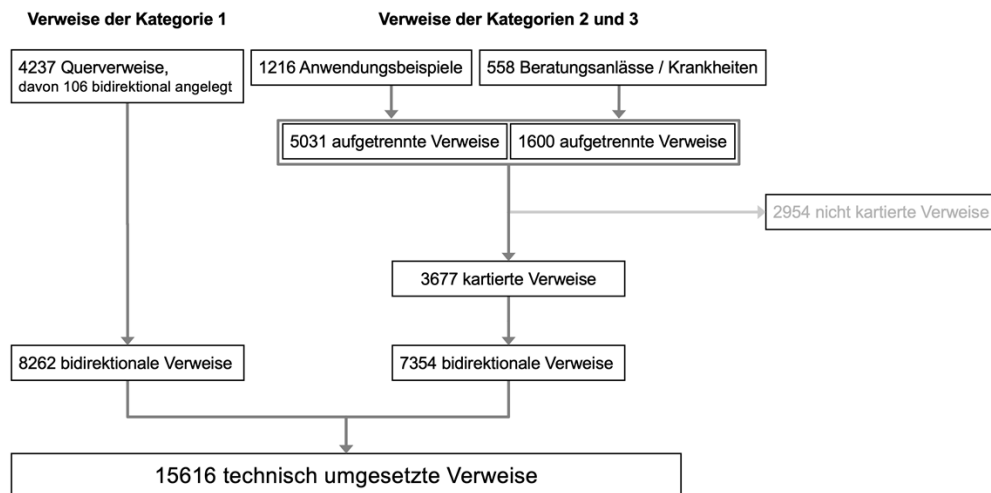 Verweise der Kategorie 1
Verweise der Kategorien 2 und 3
4237 Querverweise,
davon 106 bidirektional angelegt
1216 Anwendungsbeispiele
558 Beratungsanlässe / Krankheiten
5031 aufgetrennte Verweise
1600 aufgetrennte Verweise
2954 nicht kartierte Verweise
3677 kartierte Verweise
8262 bidirektionale Verweise
7354 bidirektionale Verweise
15616 technisch umgesetzte Verweise